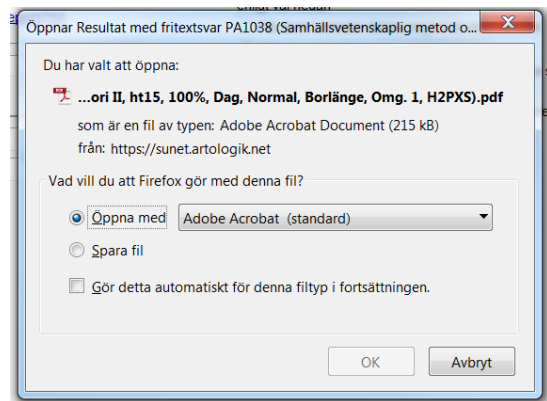 Öppnar Resultat med fritextsvar PA1038 (Samhällsvetenskaplig metod o...
Du har valt att öppna:
...ori II, ht15, 100%, Dag, Normal, Borlänge, Omg. 1, H2PXS).pdf
som är en fil av typen: Adobe Acrobat Document (215 kB)
från: https://sunet.artologik.net
Vad vill du att Firefox gör med denna fil?
Öppna med Adobe Acrobat (standard)
Spara fil
Gör detta automatiskt för denna filtyp i fortsättningen.
OK Avbryt